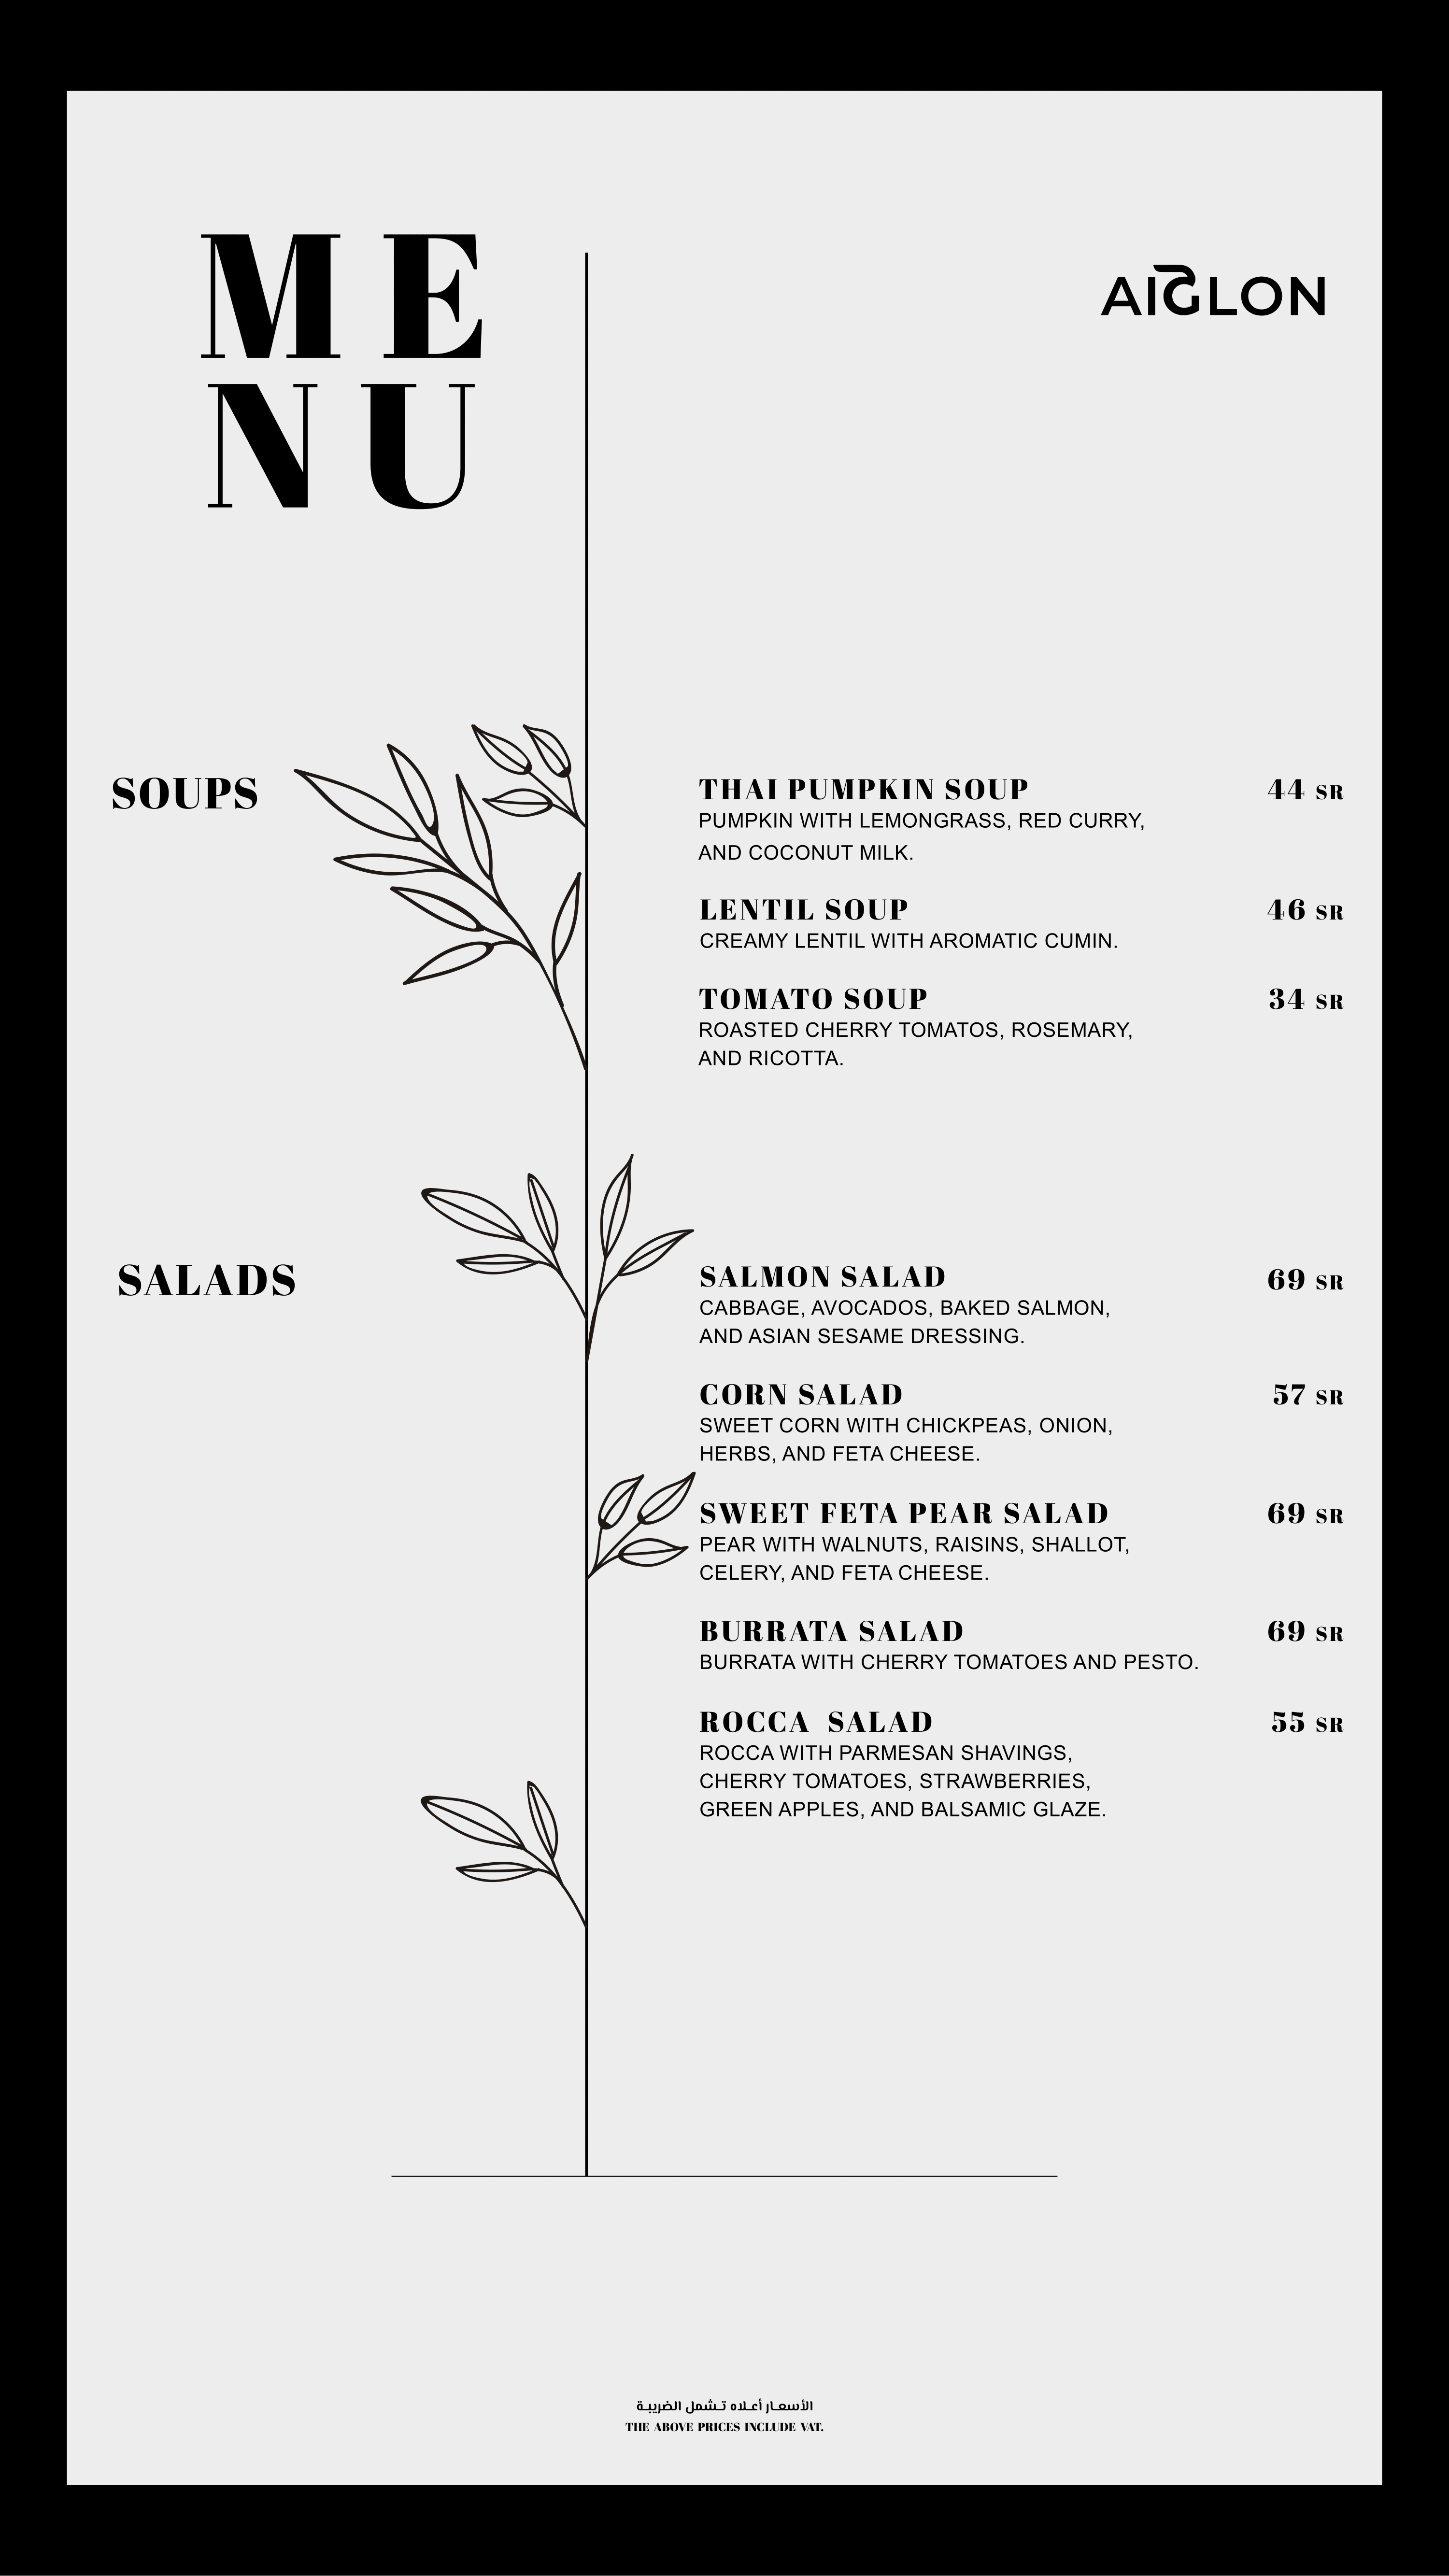 ME
NU
AIGLON
SOUPS
THAI PUMPKIN SOUP 44 SR
PUMPKIN WITH LEMONGRASS, RED CURRY,
AND COCONUT MILK.
LENTIL SOUP 46 SR
CREAMY LENTIL WITH AROMATIC CUMIN.
TOMATO SOUP 34 SR
ROASTED CHERRY TOMATOS, ROSEMARY,
AND RICOTTA.
SALADS
SALMON SALAD 69 SR
CABBAGE, AVOCADOS, BAKED SALMON,
AND ASIAN SESAME DRESSING.
CORN SALAD 57 SR
SWEET CORN WITH CHICKPEAS, ONION,
HERBS, AND FETA CHEESE.
SWEET FETA PEAR SALAD 69 SR
PEAR WITH WALNUTS, RAISINS, SHALLOT,
CELERY, AND FETA CHEESE.
BURRATA SALAD 69 SR
BURRATA WITH CHERRY TOMATOES AND PESTO.
ROCCA SALAD 55 SR
ROCCA WITH PARMESAN SHAVINGS,
CHERRY TOMATOES, STRAWBERRIES,
GREEN APPLES, AND BALSAMIC GLAZE.
الأسعـار أعـلاه تـشمل الضريبـة
THE ABOVE PRICES INCLUDE VAT.